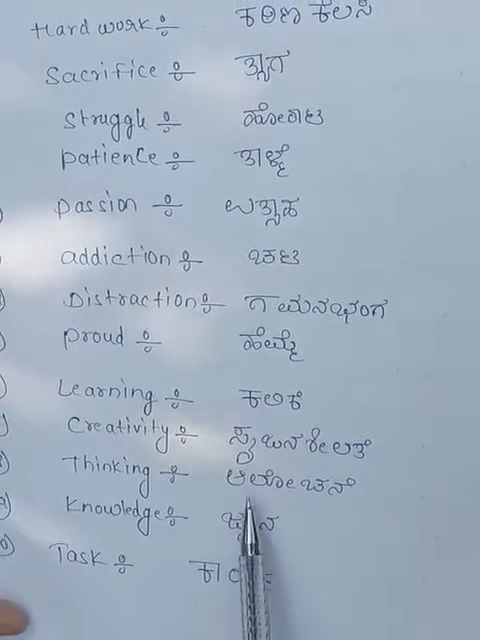 Hard work ÷ ಕಠಿಣ ಕೆಲಸ
Sacrifice ÷ ತ್ಯಾಗ
Struggle ÷ ಹೋರಾಟ
Patience ÷ ತಾಳ್ಮೆ
Passion ÷ ಉತ್ಸಾಹ
addiction ÷ ಚಟ
Distraction ÷ ಗಮನಭಂಗ
Proud ÷ ಹೆಮ್ಮೆ
Learning ÷ ಕಲಿಕೆ
Creativity ÷ ಸೃಜನಶೀಲತೆ
Thinking ÷ ಆಲೋಚನೆ
Knowledge ÷ ಜ್ಞಾನ
Task ÷